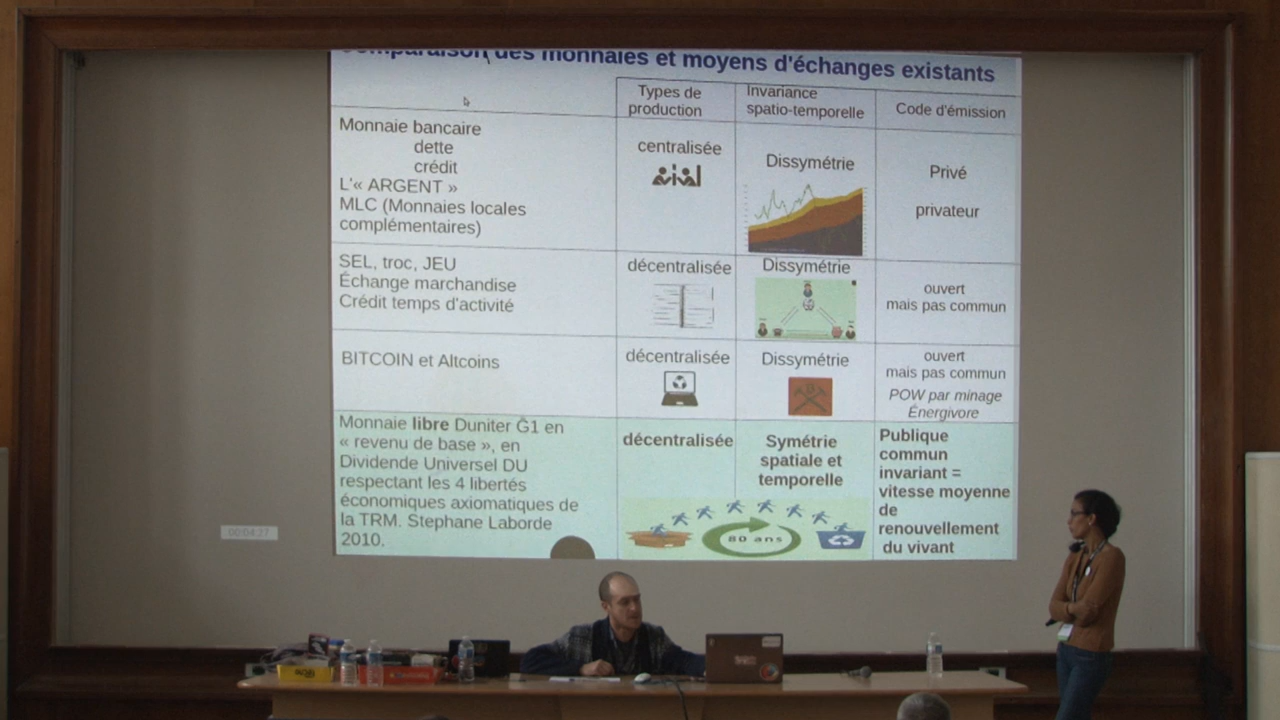 Comparaison des monnaies et moyens d'échanges existants
Types de
production
Invariance
spatio-temporelle
Code d'émission
Monnaie bancaire
dette
crédit
L'« ARGENT »
MLC (Monnaies locales
complémentaires)
centralisée
Dissymétrie
Privé
privateur
SEL, troc, JEU
Échange marchandise
Crédit temps d'activité
décentralisée
Dissymétrie
ouvert
mais pas commun
BITCOIN et Altcoins
décentralisée
Dissymétrie
ouvert
mais pas commun
POW par minage
Énergivore
Monnaie libre Duniter Ğ1 en
« revenu de base », en
Dividende Universel DU
respectant les 4 libertés
économiques axiomatiques de
la TRM. Stephane Laborde
2010.
décentralisée
Symétrie
spatiale et
temporelle
80 ans
Publique
commun
invariant =
vitesse moyenne
de
renouvellement
du vivant
00:04:27